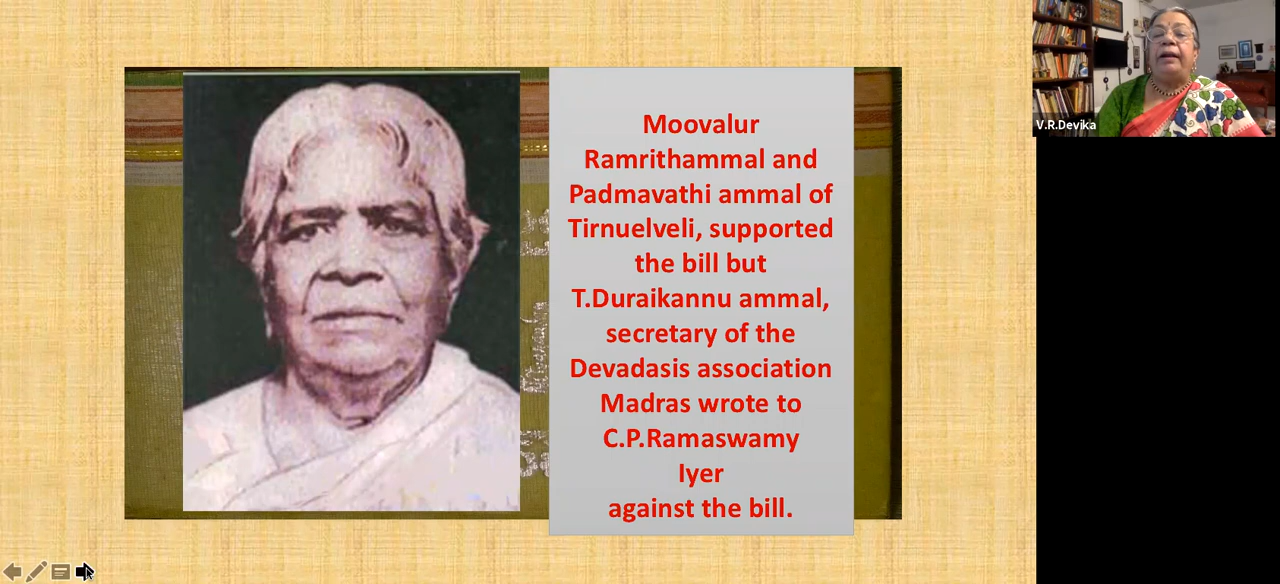 Moovalur
Ramrithammal and
Padmavathi ammal of
Tirnuelveli, supported
the bill but
T.Duraikannu ammal,
secretary of the
Devadasis association
Madras wrote to
C.P.Ramaswamy
Iyer
against the bill.
V.R.Devika